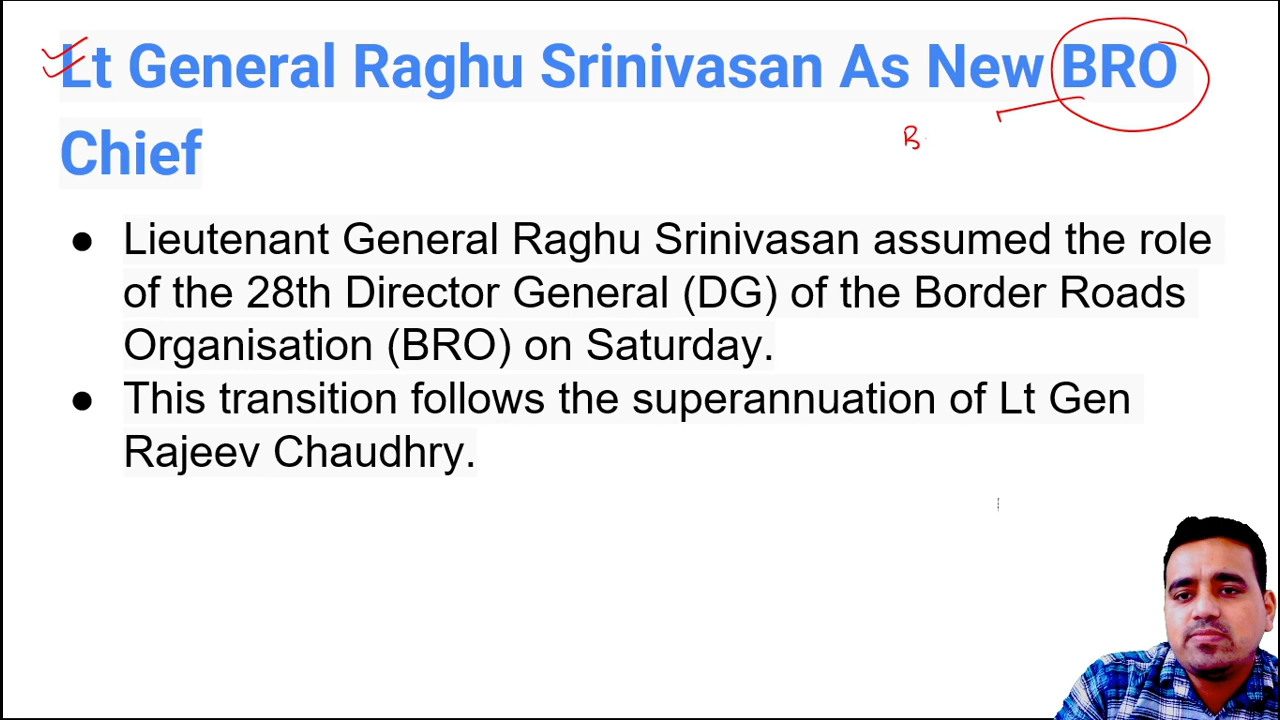 Lt General Raghu Srinivasan As New BRO
Chief
B
● Lieutenant General Raghu Srinivasan assumed the role
of the 28th Director General (DG) of the Border Roads
Organisation (BRO) on Saturday.
● This transition follows the superannuation of Lt Gen
Rajeev Chaudhry.